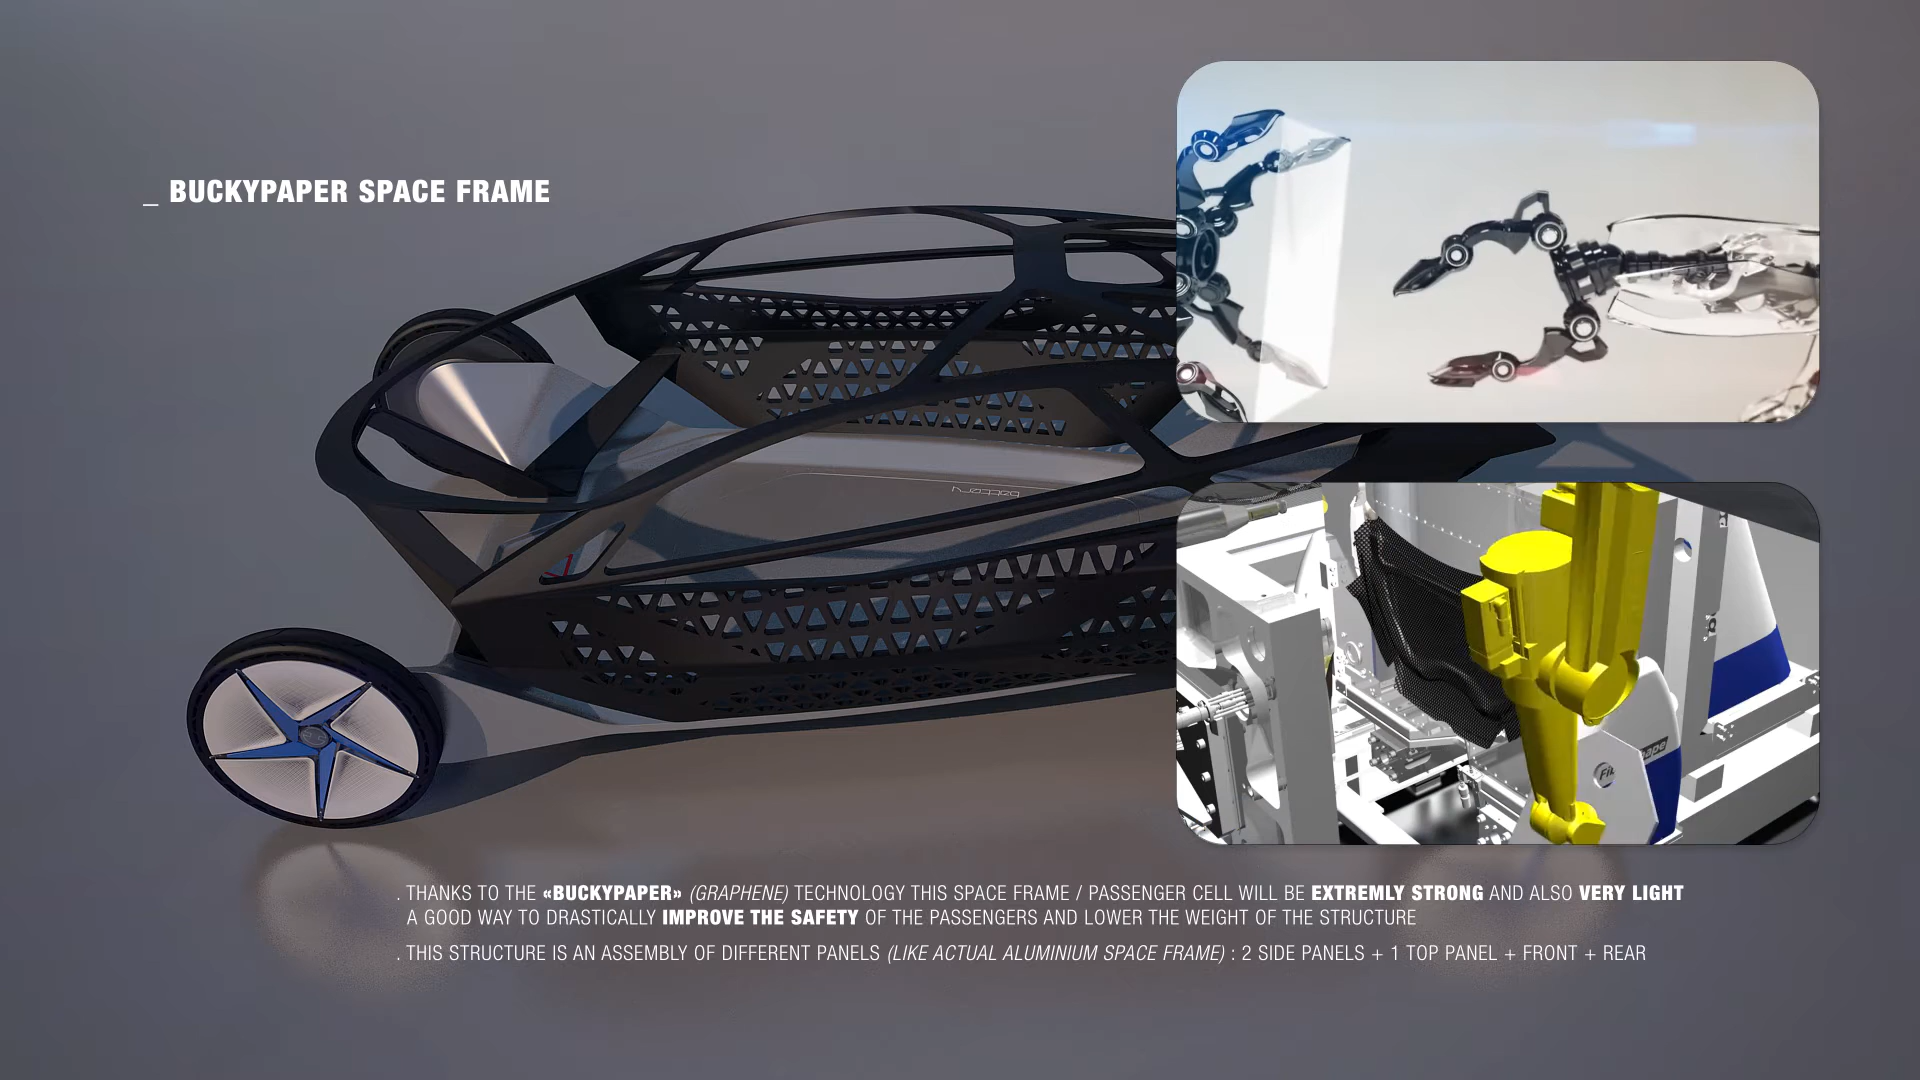 _ BUCKYPAPER SPACE FRAME
battery
. THANKS TO THE «BUCKYPAPER» (GRAPHENE) TECHNOLOGY THIS SPACE FRAME / PASSENGER CELL WILL BE EXTREMLY STRONG AND ALSO VERY LIGHT
A GOOD WAY TO DRASTICALLY IMPROVE THE SAFETY OF THE PASSENGERS AND LOWER THE WEIGHT OF THE STRUCTURE
. THIS STRUCTURE IS AN ASSEMBLY OF DIFFERENT PANELS (LIKE ACTUAL ALUMINIUM SPACE FRAME) : 2 SIDE PANELS + 1 TOP PANEL + FRONT + REAR